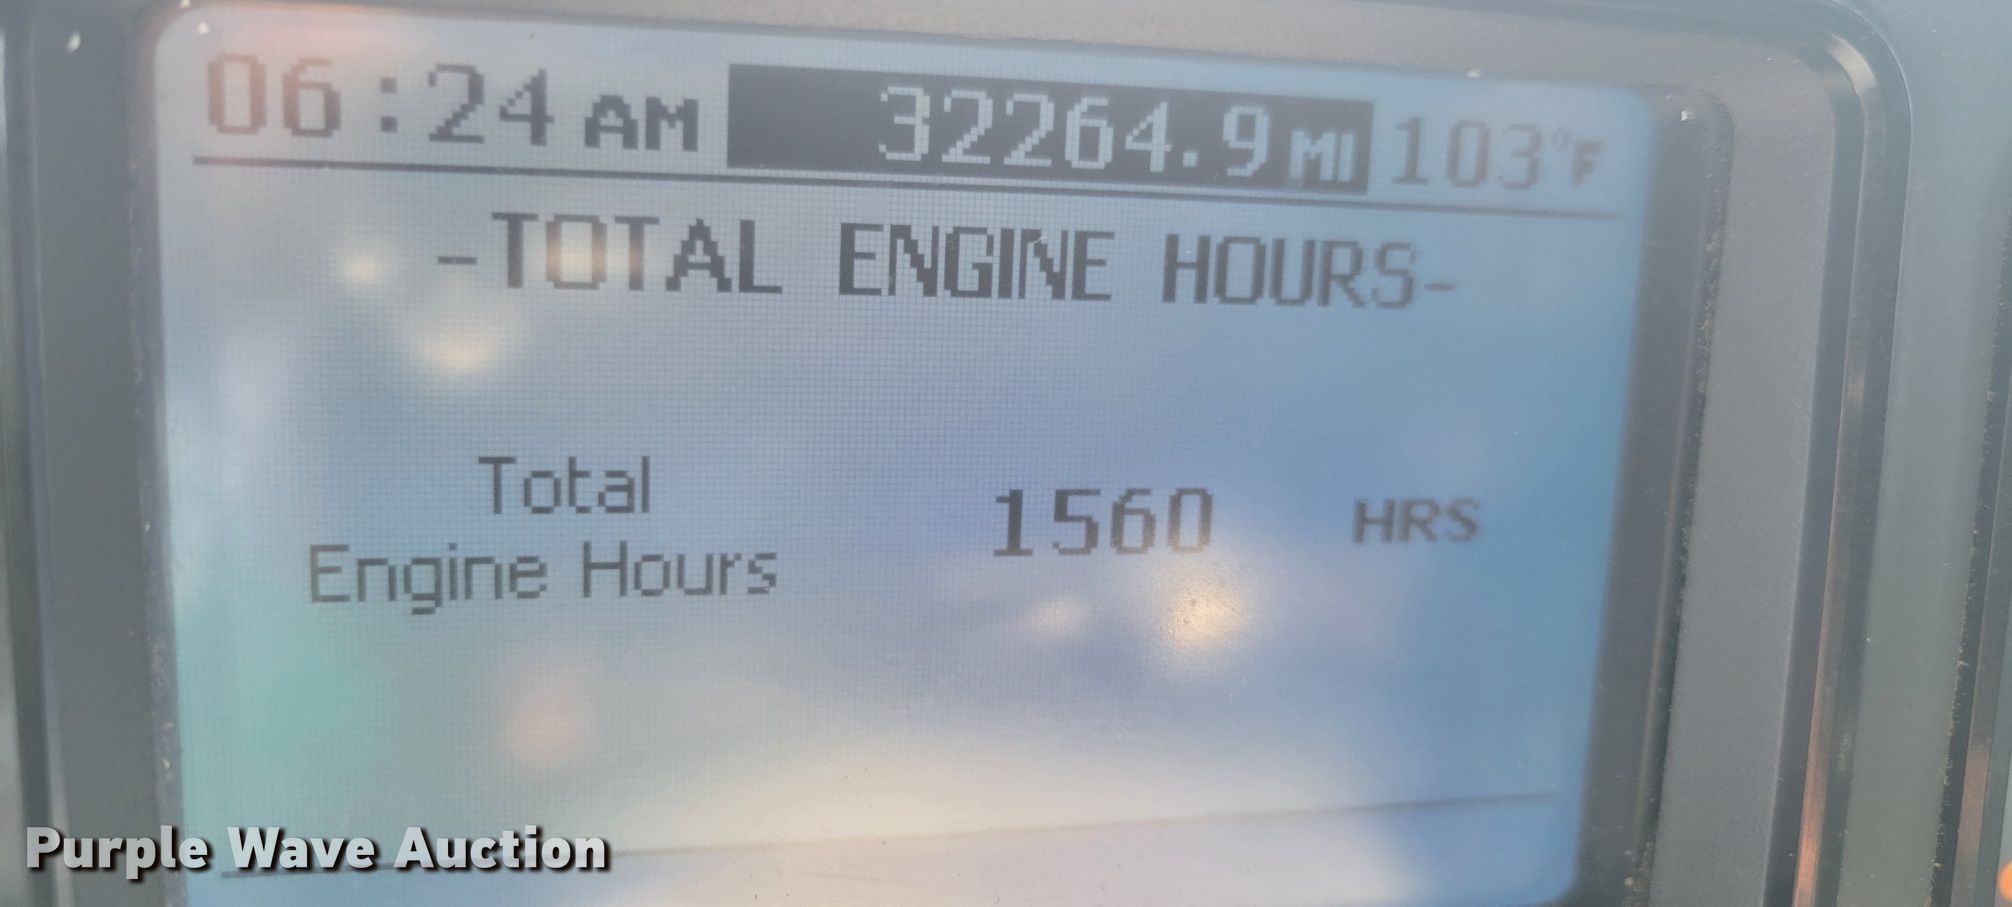 06:24 AM 32264.9 MI 103°F
-TOTAL ENGINE HOURS-
Total
Engine Hours 1560 HRS
Purple Wave Auction